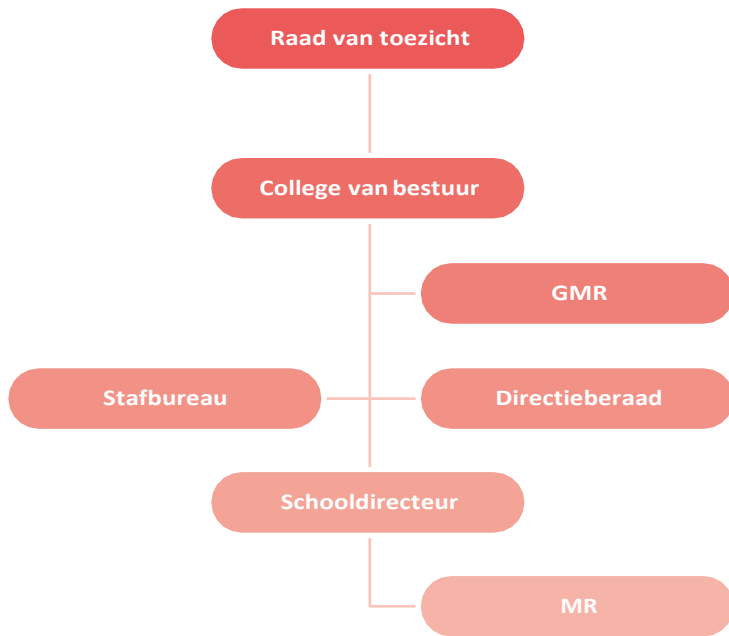 Raad van toezicht
College van bestuur
GMR
Stafbureau
Directieberaad
Schooldirecteur
MR